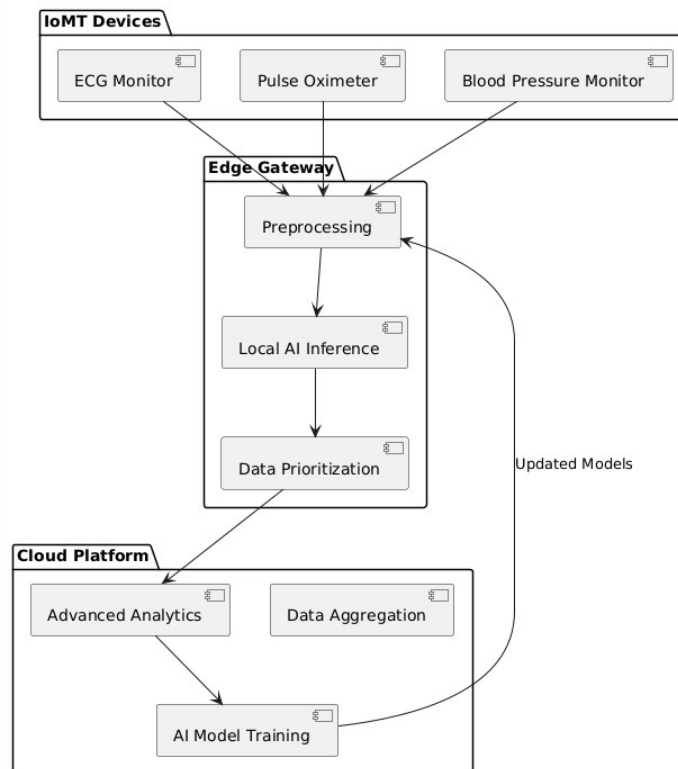 IoMT Devices
ECG Monitor
Pulse Oximeter
Blood Pressure Monitor
Edge Gateway
Preprocessing
Local AI Inference
Data Prioritization
Updated Models
Cloud Platform
Advanced Analytics
Data Aggregation
AI Model Training